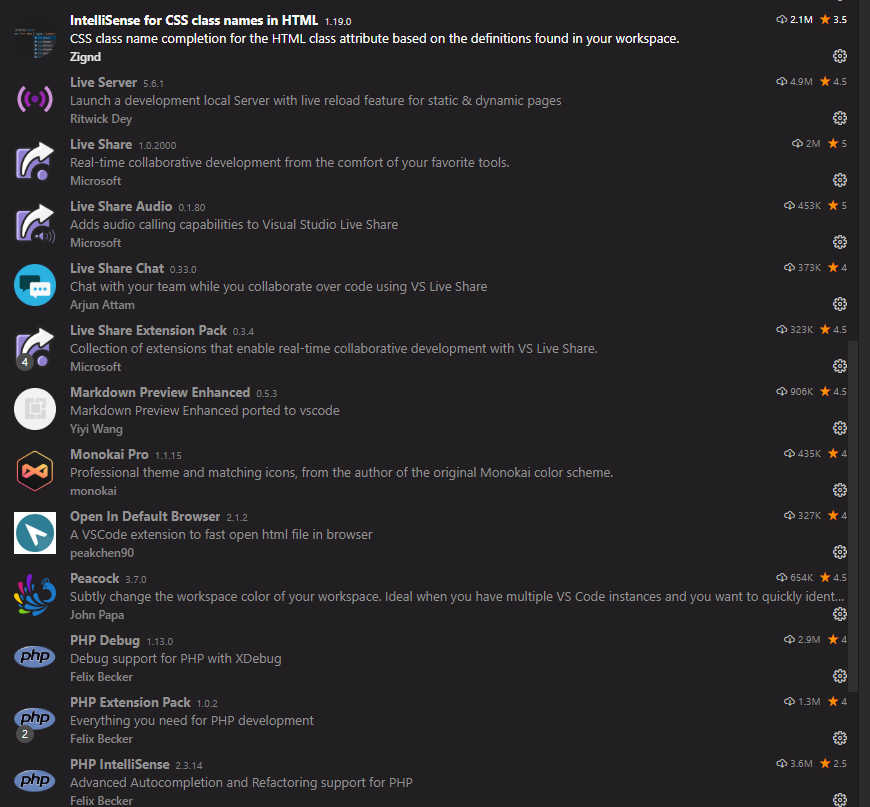 IntelliSense for CSS class names in HTML 1.19.0 2.1M 3.5
CSS class name completion for the HTML class attribute based on the definitions found in your workspace.
Zignd
Live Server 5.6.1 4.9M 4.5
Launch a development local Server with live reload feature for static & dynamic pages
Ritwick Dey
Live Share 1.0.2000 2M 5
Real-time collaborative development from the comfort of your favorite tools.
Microsoft
Live Share Audio 0.1.80 453K 5
Adds audio calling capabilities to Visual Studio Live Share
Microsoft
Live Share Chat 0.33.0 373K 4
Chat with your team while you collaborate over code using VS Live Share
Arjun Attam
Live Share Extension Pack 0.3.4 323K 4.5
Collection of extensions that enable real-time collaborative development with VS Live Share.
4
Microsoft
Markdown Preview Enhanced 0.5.3 906K 4.5
Markdown Preview Enhanced ported to vscode
Yiyi Wang
Monokai Pro 1.1.15 435K 4
Professional theme and matching icons, from the author of the original Monokai color scheme.
monokai
Open In Default Browser 2.1.2 327K 4
A VSCode extension to fast open html file in browser
peakchen90
Peacock 3.7.0 654K 4.5
Subtly change the workspace color of your workspace. Ideal when you have multiple VS Code instances and you want to quickly ident...
John Papa
PHP Debug 1.13.0 2.9M 4
php Debug support for PHP with XDebug
Felix Becker
PHP Extension Pack 1.0.2 1.3M 4
php Everything you need for PHP development
2
Felix Becker
PHP IntelliSense 2.3.14 3.6M 2.5
php Advanced Autocompletion and Refactoring support for PHP
Felix Becker